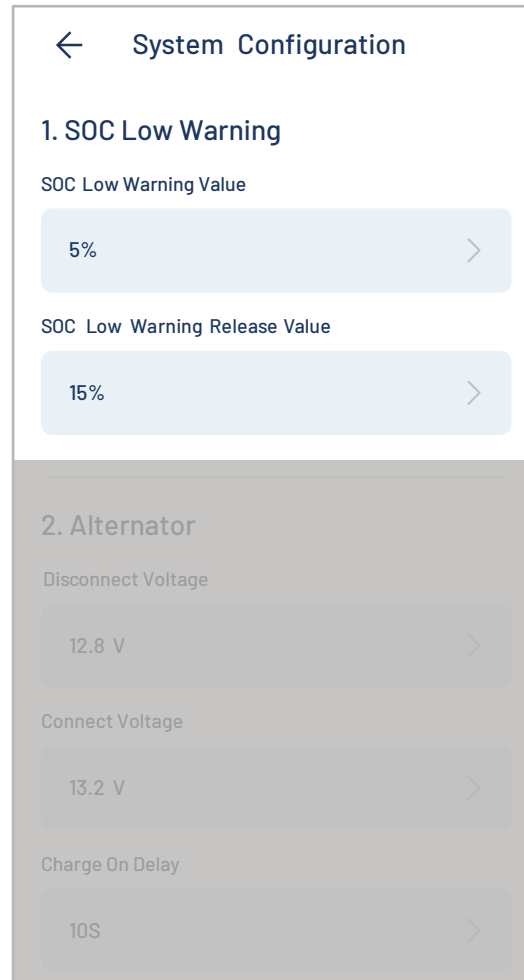 System Configuration
1. SOC Low Warning
SOC Low Warning Value
5%
SOC Low Warning Release Value
15%
2. Alternator
Disconnect Voltage
12.8 V
Connect Voltage
13.2 V
Charge On Delay
10S